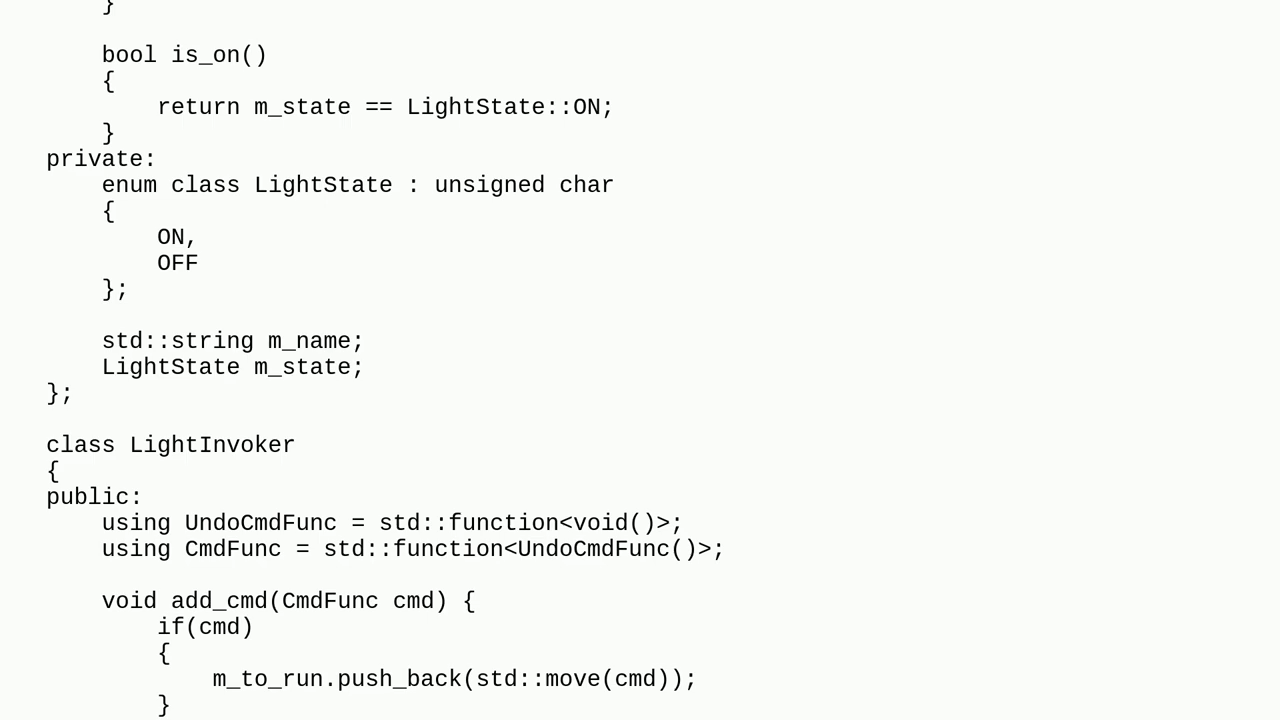 }

    bool is_on()
    {
        return m_state == LightState::ON;
    }
private:
    enum class LightState : unsigned char
    {
        ON,
        OFF
    };

    std::string m_name;
    LightState m_state;
};

class LightInvoker
{
public:
    using UndoCmdFunc = std::function<void()>;
    using CmdFunc = std::function<UndoCmdFunc()>;

    void add_cmd(CmdFunc cmd) {
        if(cmd)
        {
            m_to_run.push_back(std::move(cmd));
        }